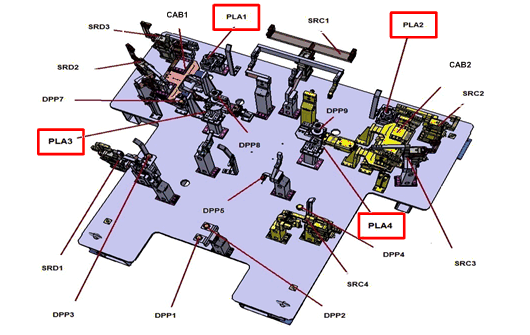 PLA1
CAB1
SRD3
SRC1
PLA2
SRD2
CAB2
SRC2
DPP7
DPP9
PLA3
DPP8
DPP5
PLA4
DPP4
SRC3
SRD1
SRC4
DPP3
DPP1
DPP2